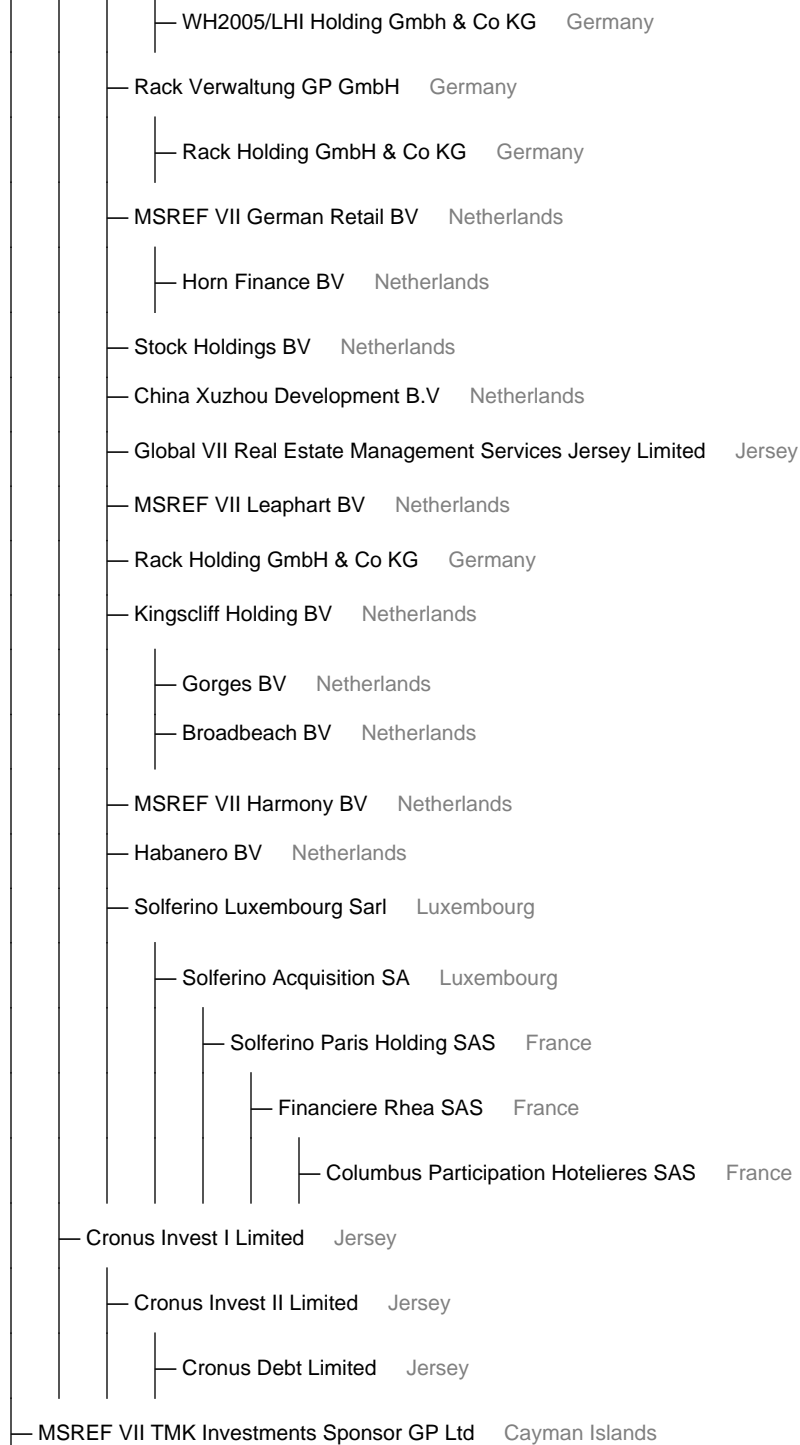 WH2005/LHI Holding Gmbh & Co KG Germany
Rack Verwaltung GP GmbH Germany
Rack Holding GmbH & Co KG Germany
MSREF VII German Retail BV Netherlands
Horn Finance BV Netherlands
Stock Holdings BV Netherlands
China Xuzhou Development B.V Netherlands
Global VII Real Estate Management Services Jersey Limited Jersey
MSREF VII Leaphart BV Netherlands
Rack Holding GmbH & Co KG Germany
Kingscliff Holding BV Netherlands
Gorges BV Netherlands
Broadbeach BV Netherlands
MSREF VII Harmony BV Netherlands
Habanero BV Netherlands
Solferino Luxembourg Sarl Luxembourg
Solferino Acquisition SA Luxembourg
Solferino Paris Holding SAS France
Financiere Rhea SAS France
Columbus Participation Hotelieres SAS France
Cronus Invest I Limited Jersey
Cronus Invest II Limited Jersey
Cronus Debt Limited Jersey
MSREF VII TMK Investments Sponsor GP Ltd Cayman Islands